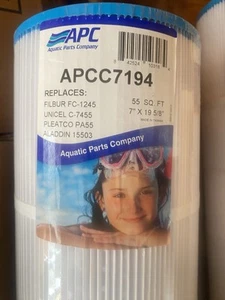 APC
Aquatic Parts Company
APCC7194
REPLACES:
FILBUR FC-1245
UNICEL C-7455
PLEATCO PA55
ALADDIN 15503
55 SQ. FT
7" X 19 5/8"
Aquatic Parts Company